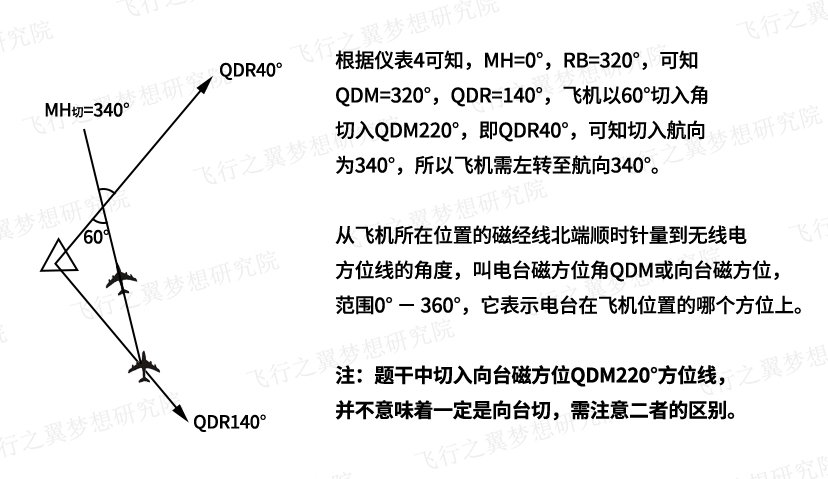 QDR40°
MH切=340°
60°
QDR140°
根据仪表4可知，MH=0°，RB=320°，可知
QDM=320°，QDR=140°，飞机以60°切入角
切入QDM220°，即QDR40°，可知切入航向
为340°，所以飞机需左转至航向340°。
从飞机所在位置的磁经线北端顺时针量到无线电
方位线的角度，叫电台磁方位角QDM或向台磁方位，
范围0° － 360°，它表示电台在飞机位置的哪个方位上。
注：题干中切入向台磁方位QDM220°方位线，
并不意味着一定是向台切，需注意二者的区别。
飞行之翼梦想研究院